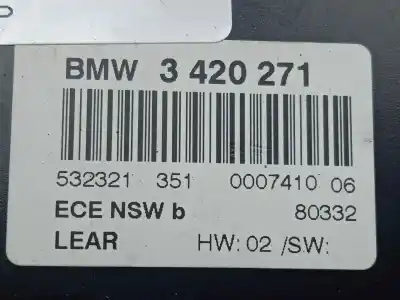 BMW 3 420 271
532321 351 0007410 06
ECE NSW b 80332
LEAR HW: 02 /SW: